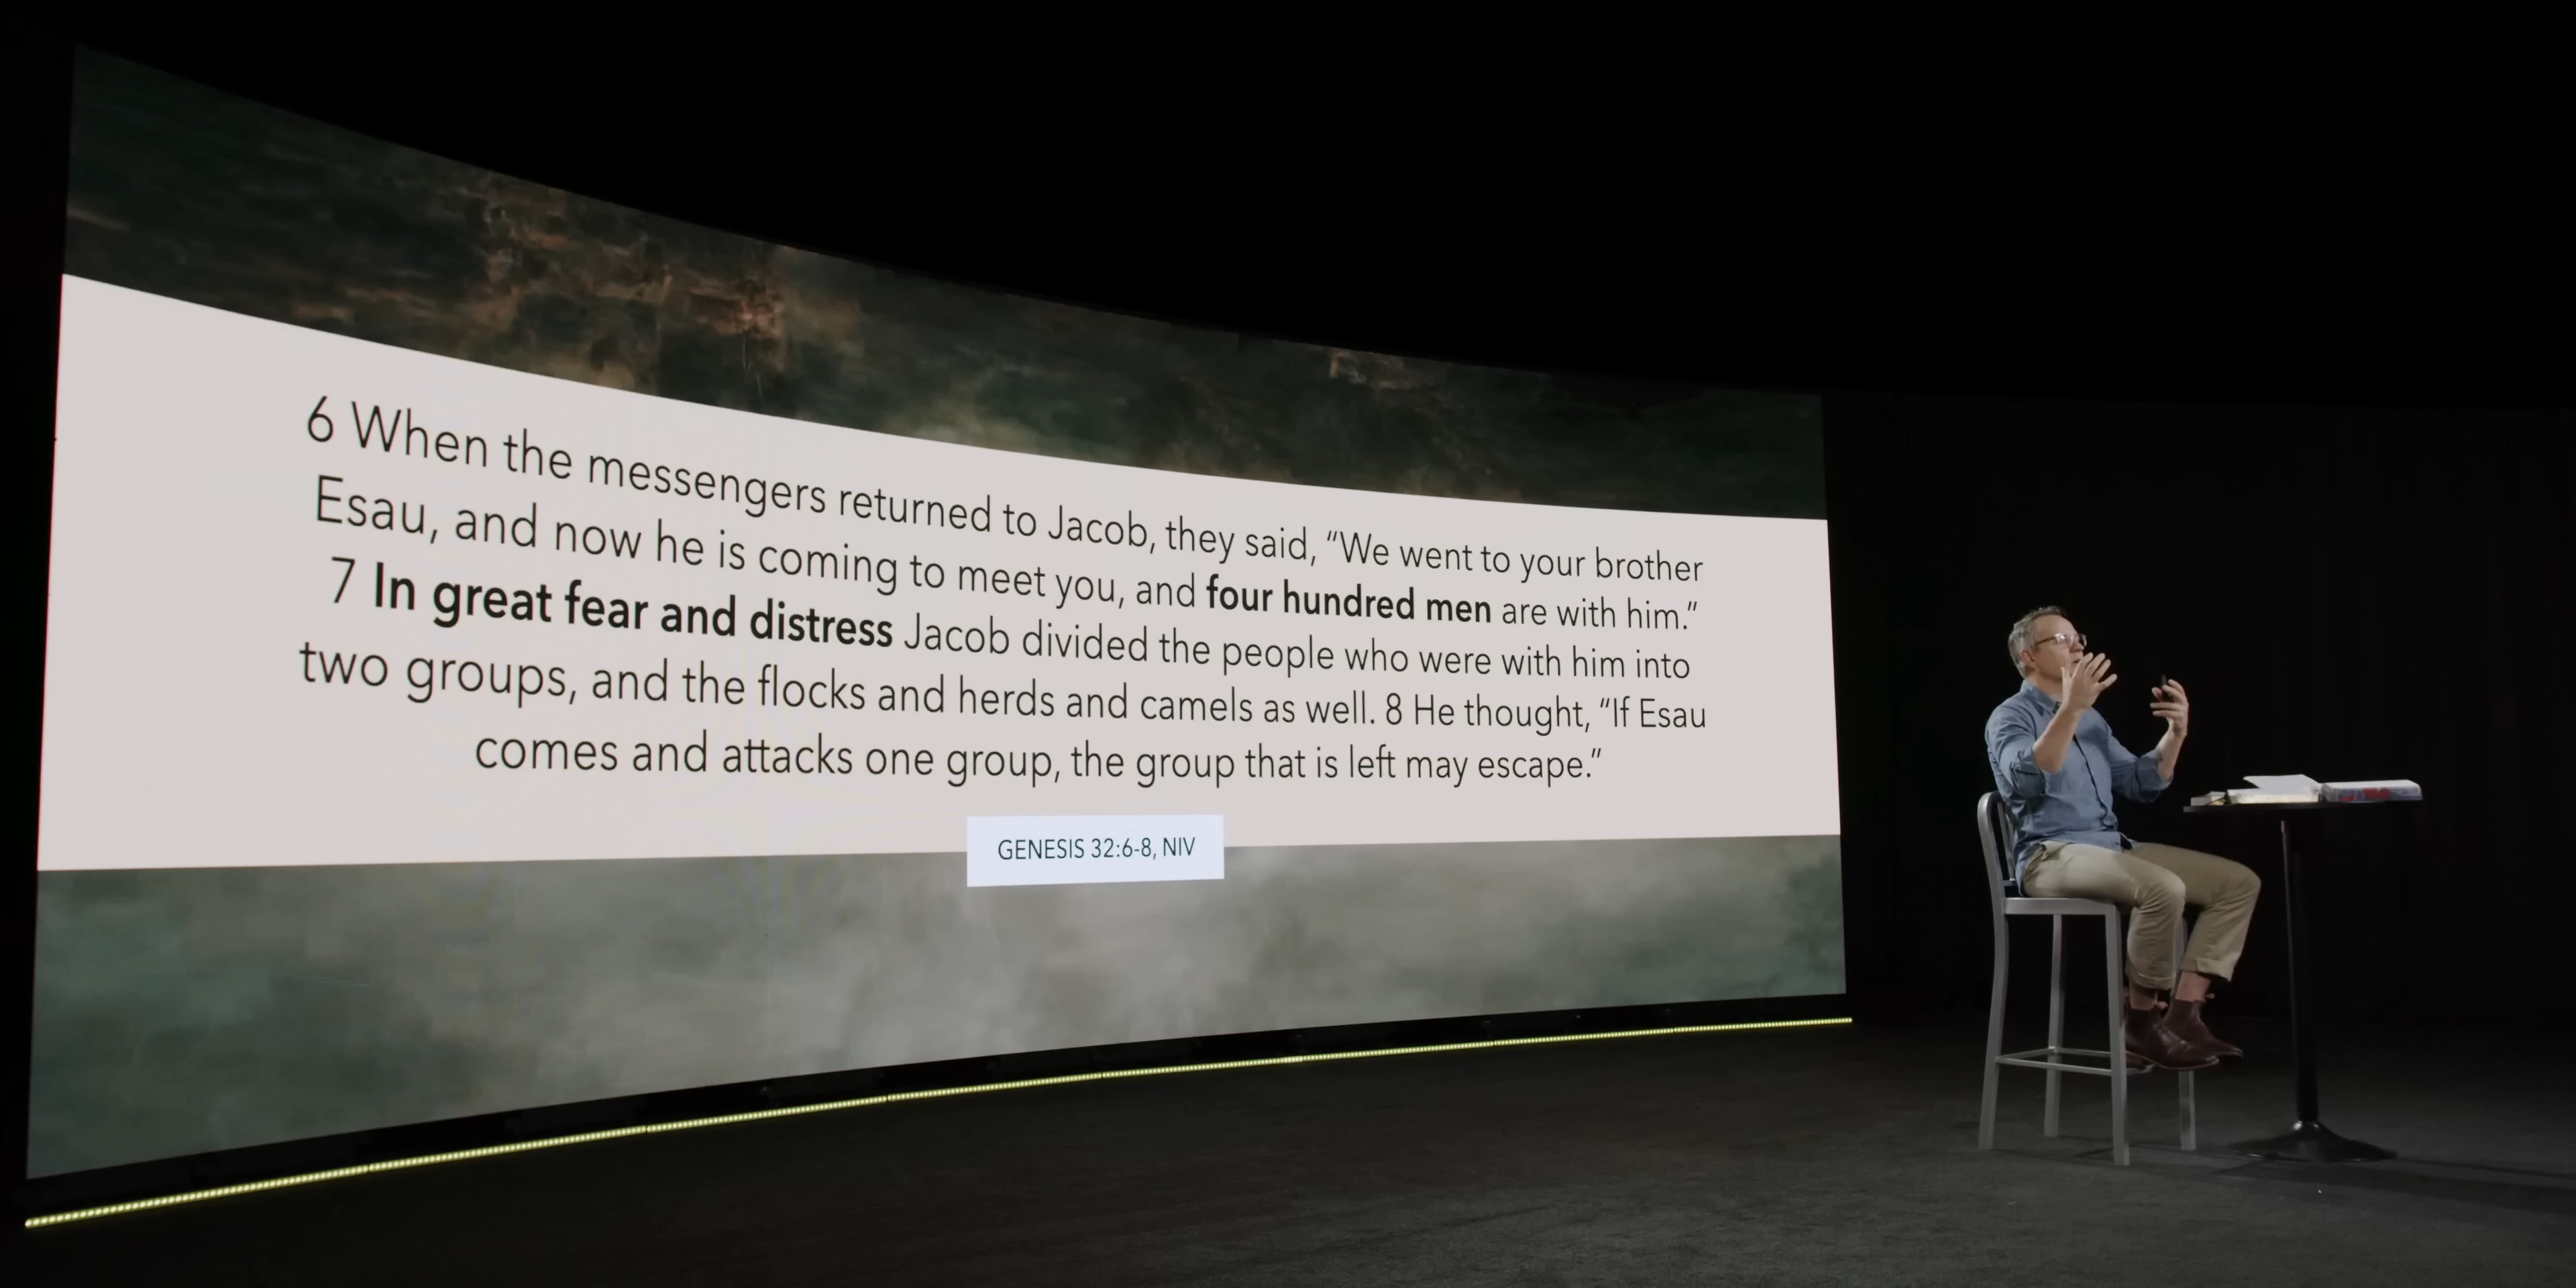 6 When the messengers returned to Jacob, they said, “We went to your brother
Esau, and now he is coming to meet you, and four hundred men are with him.”
7 In great fear and distress Jacob divided the people who were with him into
two groups, and the flocks and herds and camels as well. 8 He thought, “If Esau
comes and attacks one group, the group that is left may escape.”
GENESIS 32:6-8, NIV